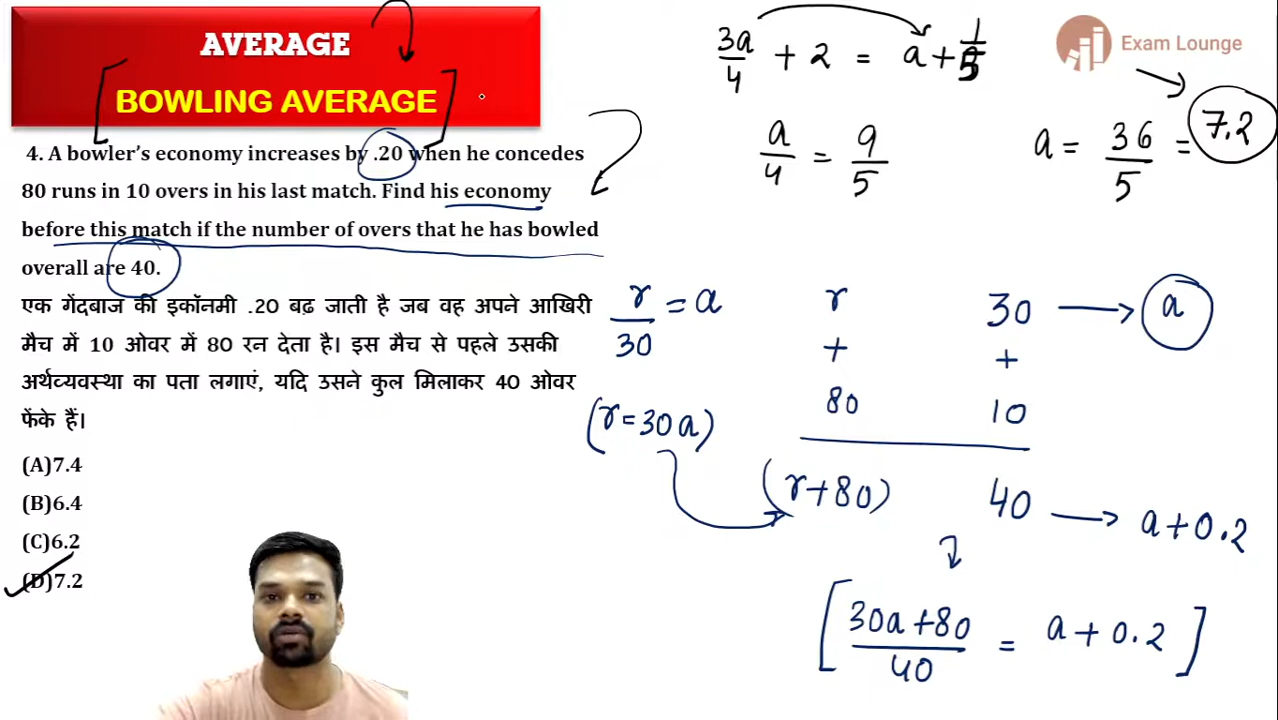 AVERAGE
BOWLING AVERAGE
4. A bowler's economy increases by .20 when he concedes
80 runs in 10 overs in his last match. Find his economy
before this match if the number of overs that he has bowled
overall are 40.
एक गेंदबाज की इकॉनमी .20 बढ़ जाती है जब वह अपने आखिरी
मैच में 10 ओवर में 80 रन देता है। इस मैच से पहले उसकी
अर्थव्यवस्था का पता लगाएं, यदि उसने कुल मिलाकर 40 ओवर
फेंके हैं।
(A)7.4
(B)6.4
(C)6.2
(D)7.2
Exam Lounge
3a/4 + 2 = a + 1/5
a/4 = 9/5
a = 36/5 = 7.2
r/30 = a
(r=30a)
r 30 → a
+ +
80 10
(r+80) 40 → a+0.2
[30a+80/40 = a+0.2]